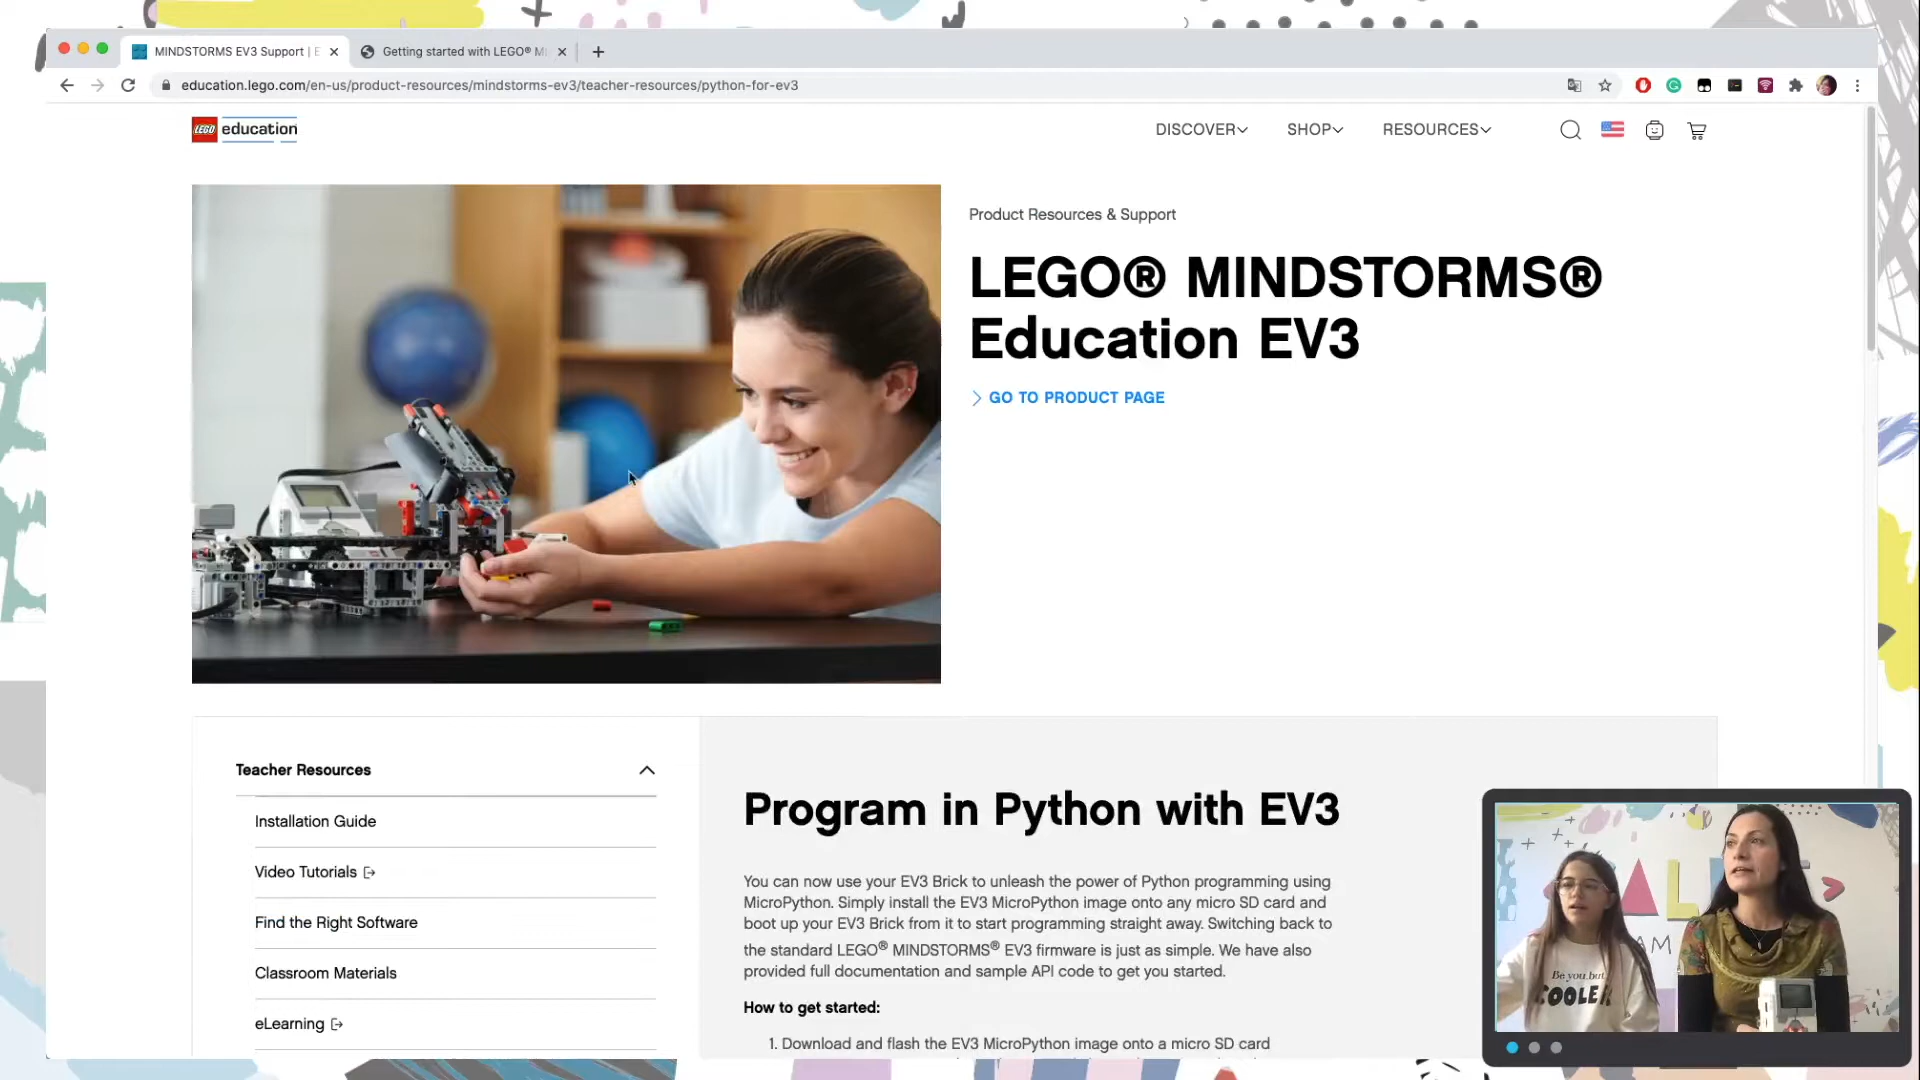 MINDSTORMS EV3 Support | E
Getting started with LEGO® M
education.lego.com/en-us/product-resources/mindstorms-ev3/teacher-resources/python-for-ev3
LEGO education
DISCOVER
SHOP
RESOURCES
Product Resources & Support
LEGO® MINDSTORMS®
Education EV3
GO TO PRODUCT PAGE
Teacher Resources
Installation Guide
Video Tutorials
Find the Right Software
Classroom Materials
eLearning
Program in Python with EV3
You can now use your EV3 Brick to unleash the power of Python programming using
MicroPython. Simply install the EV3 MicroPython image onto any micro SD card and
boot up your EV3 Brick from it to start programming straight away. Switching back to
the standard LEGO® MINDSTORMS® EV3 firmware is just as simple. We have also
provided full documentation and sample API code to get you started.
How to get started:
1. Download and flash the EV3 MicroPython image onto a micro SD card
Be you, but
COOLER